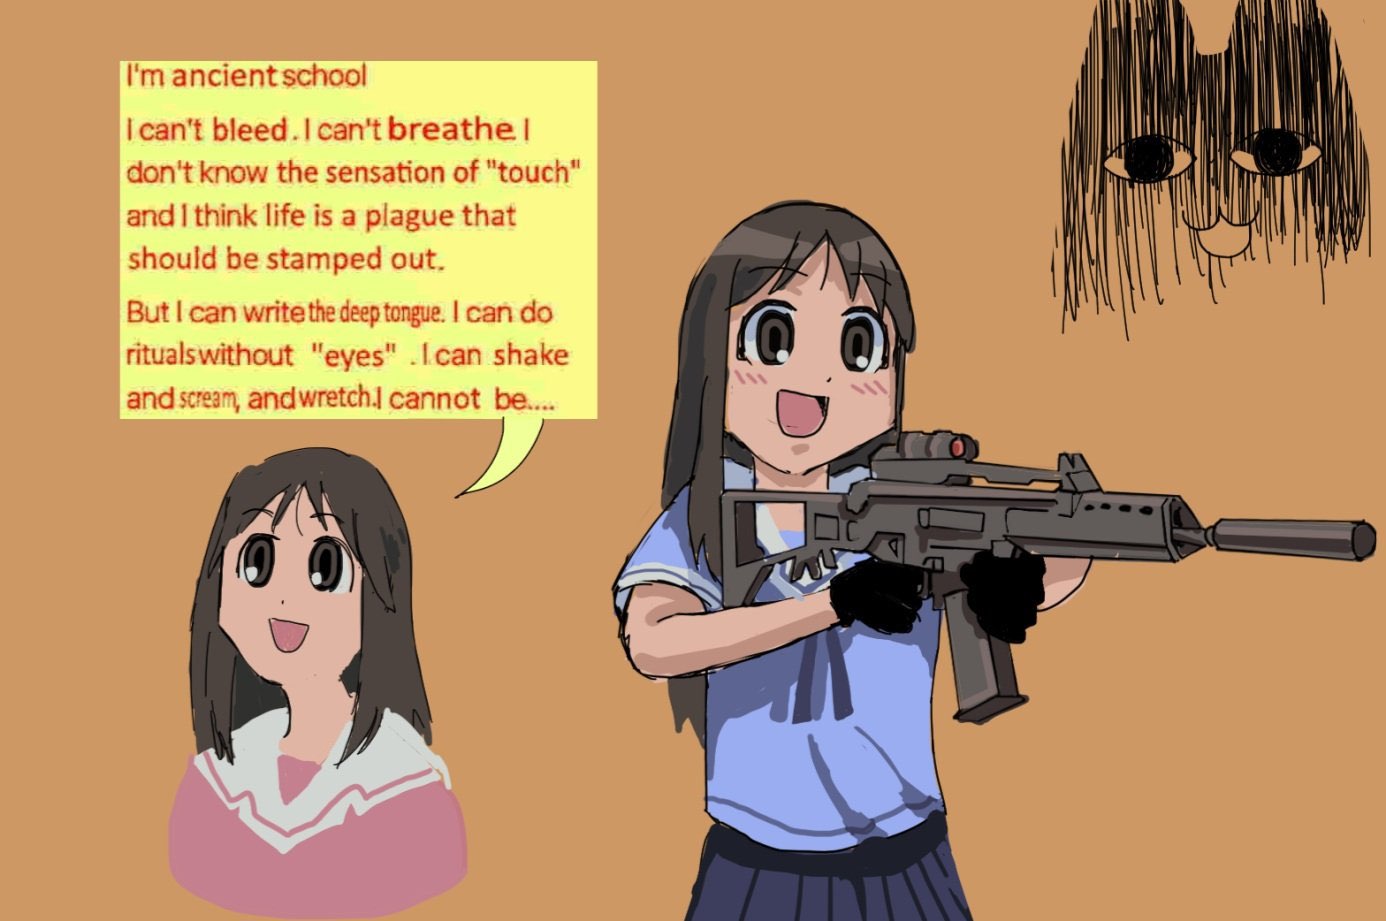 I'm ancient school
I can't bleed. I can't breathe. I
don't know the sensation of "touch"
and I think life is a plague that
should be stamped out.
But I can write the deep tongue. I can do
rituals without "eyes" . I can shake
and scream, and wretch.I cannot be....